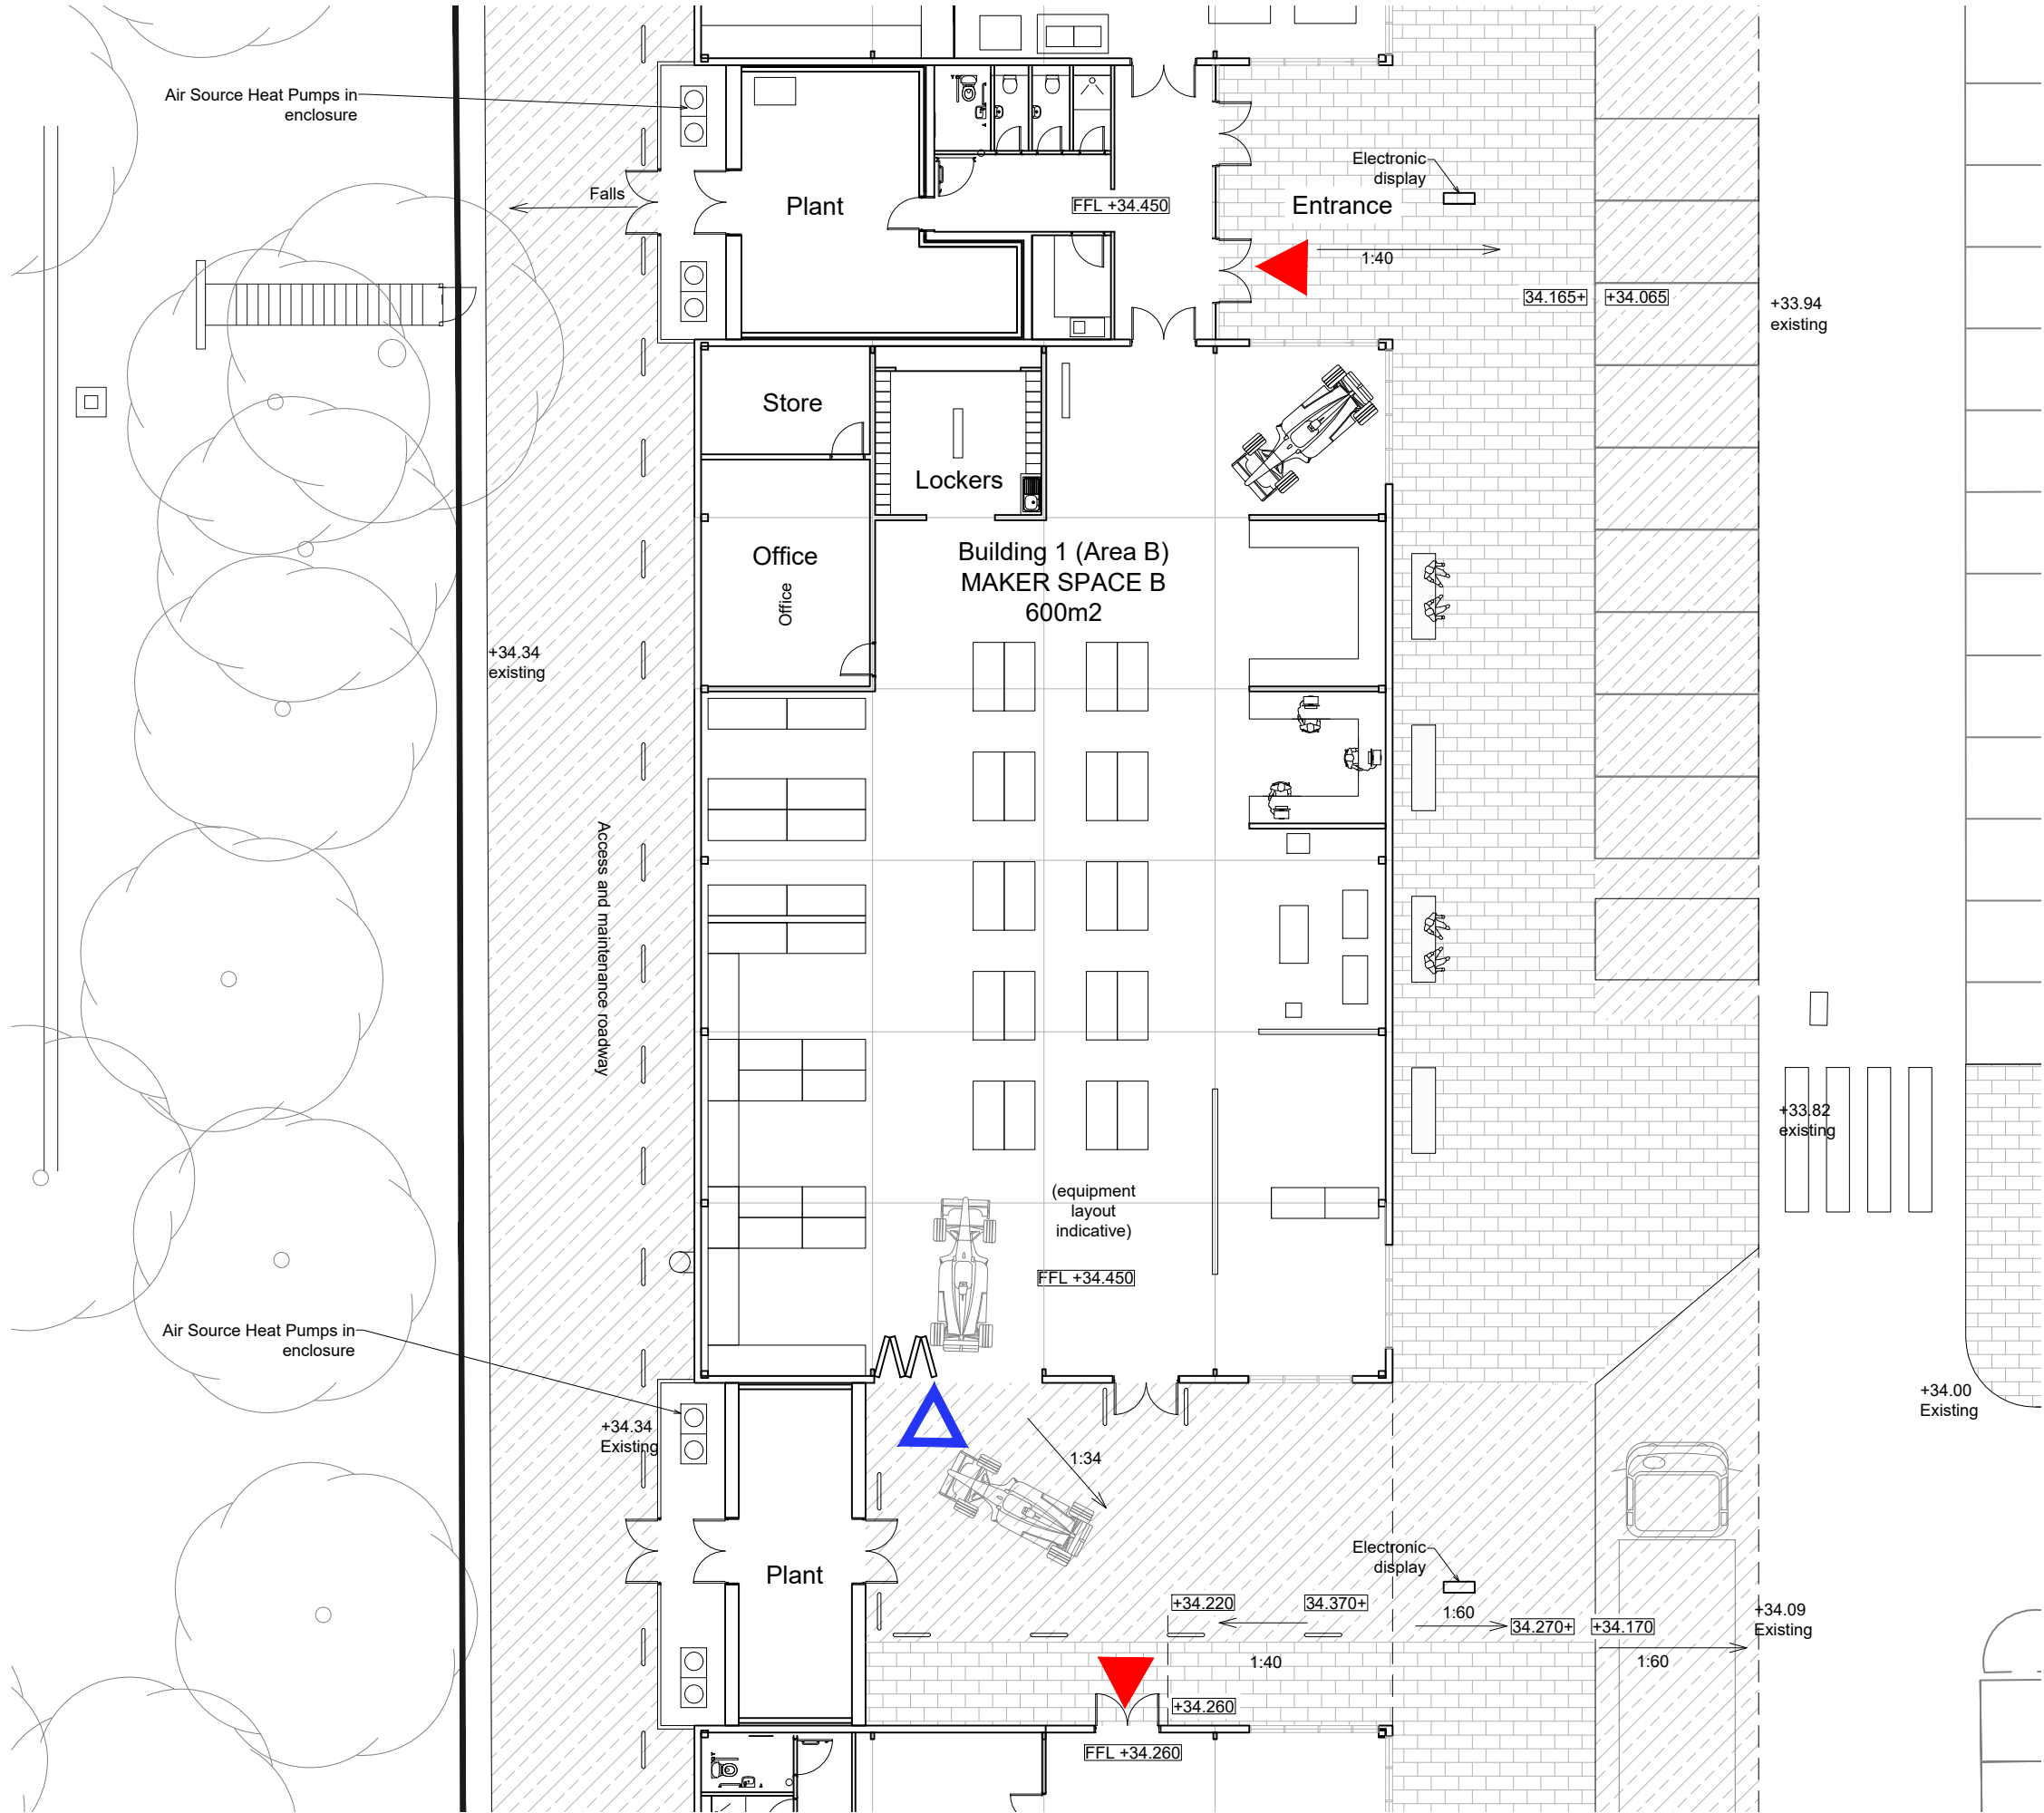 Air Source Heat Pumps in
enclosure
Falls
Plant
FFL +34.450
Electronic
display
Entrance
1:40
34.165+
+34.065
+33.94
existing
Store
Lockers
Office
Office
Building 1 (Area B)
MAKER SPACE B
600m2
+34.34
existing
Access and maintenance roadway
+33.82
existing
(equipment
layout
indicative)
FFL +34.450
Air Source Heat Pumps in
enclosure
+34.34
Existing
+34.00
Existing
1:34
Plant
Electronic
display
+34.220
34.370+
1:60
34.270+
+34.170
+34.09
Existing
1:40
1:60
+34.260
FFL +34.260